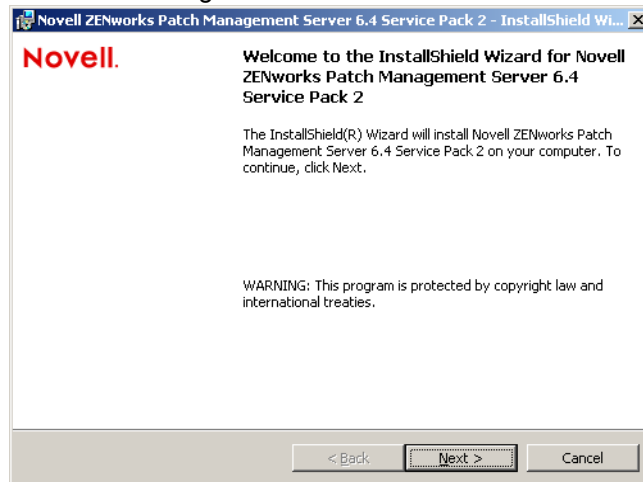 Novell ZENworks Patch Management Server 6.4 Service Pack 2 - InstallShield Wi...
Novell.
Welcome to the InstallShield Wizard for Novell
ZENworks Patch Management Server 6.4
Service Pack 2
The InstallShield(R) Wizard will install Novell ZENworks Patch
Management Server 6.4 Service Pack 2 on your computer. To
continue, click Next.
WARNING: This program is protected by copyright law and
international treaties.
< Back
Next >
Cancel